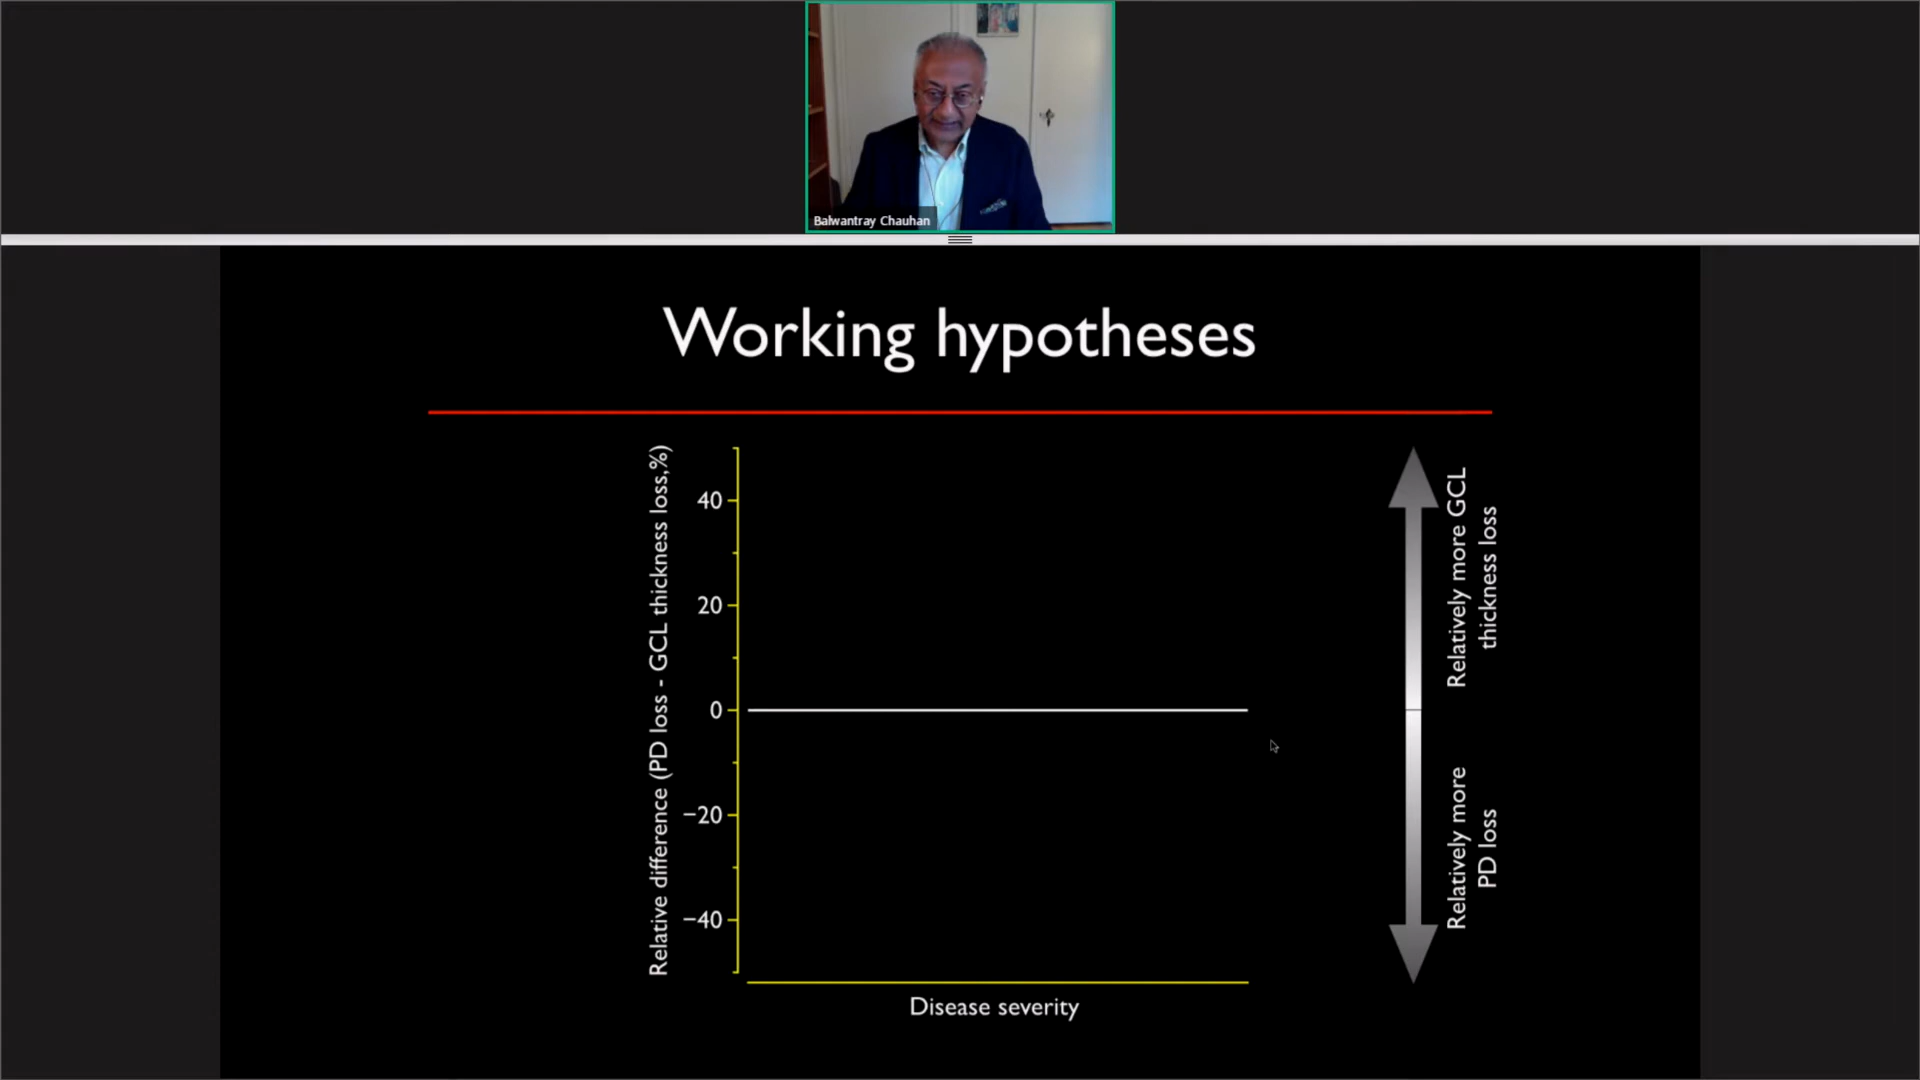 Balwantray Chauhan
Working hypotheses
Relative difference (PD loss - GCL thickness loss,%)
40
20
0
−20
−40
Disease severity
Relatively more GCL
thickness loss
Relatively more
PD loss